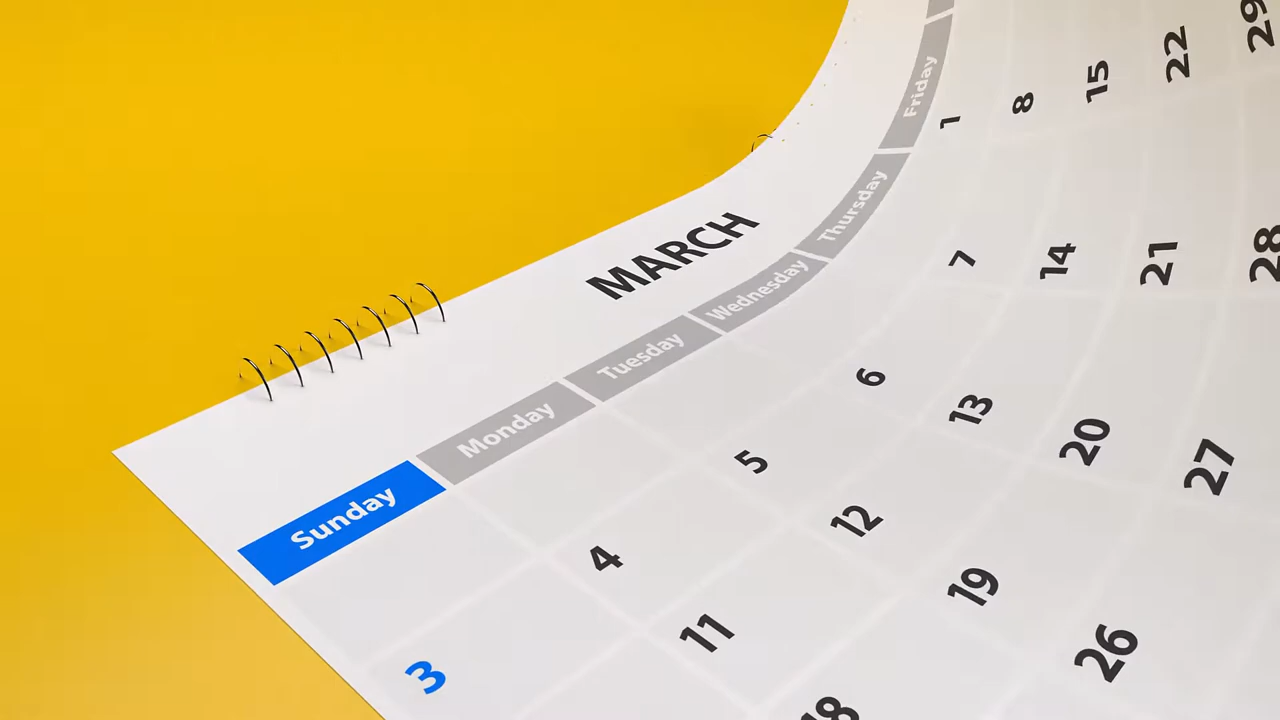 MARCH
Sunday Monday Tuesday Wednesday Thursday Friday
1
3 4 5 6 7 8
11 12 13 14 15
18 19 20 21 22
26 27 28 29